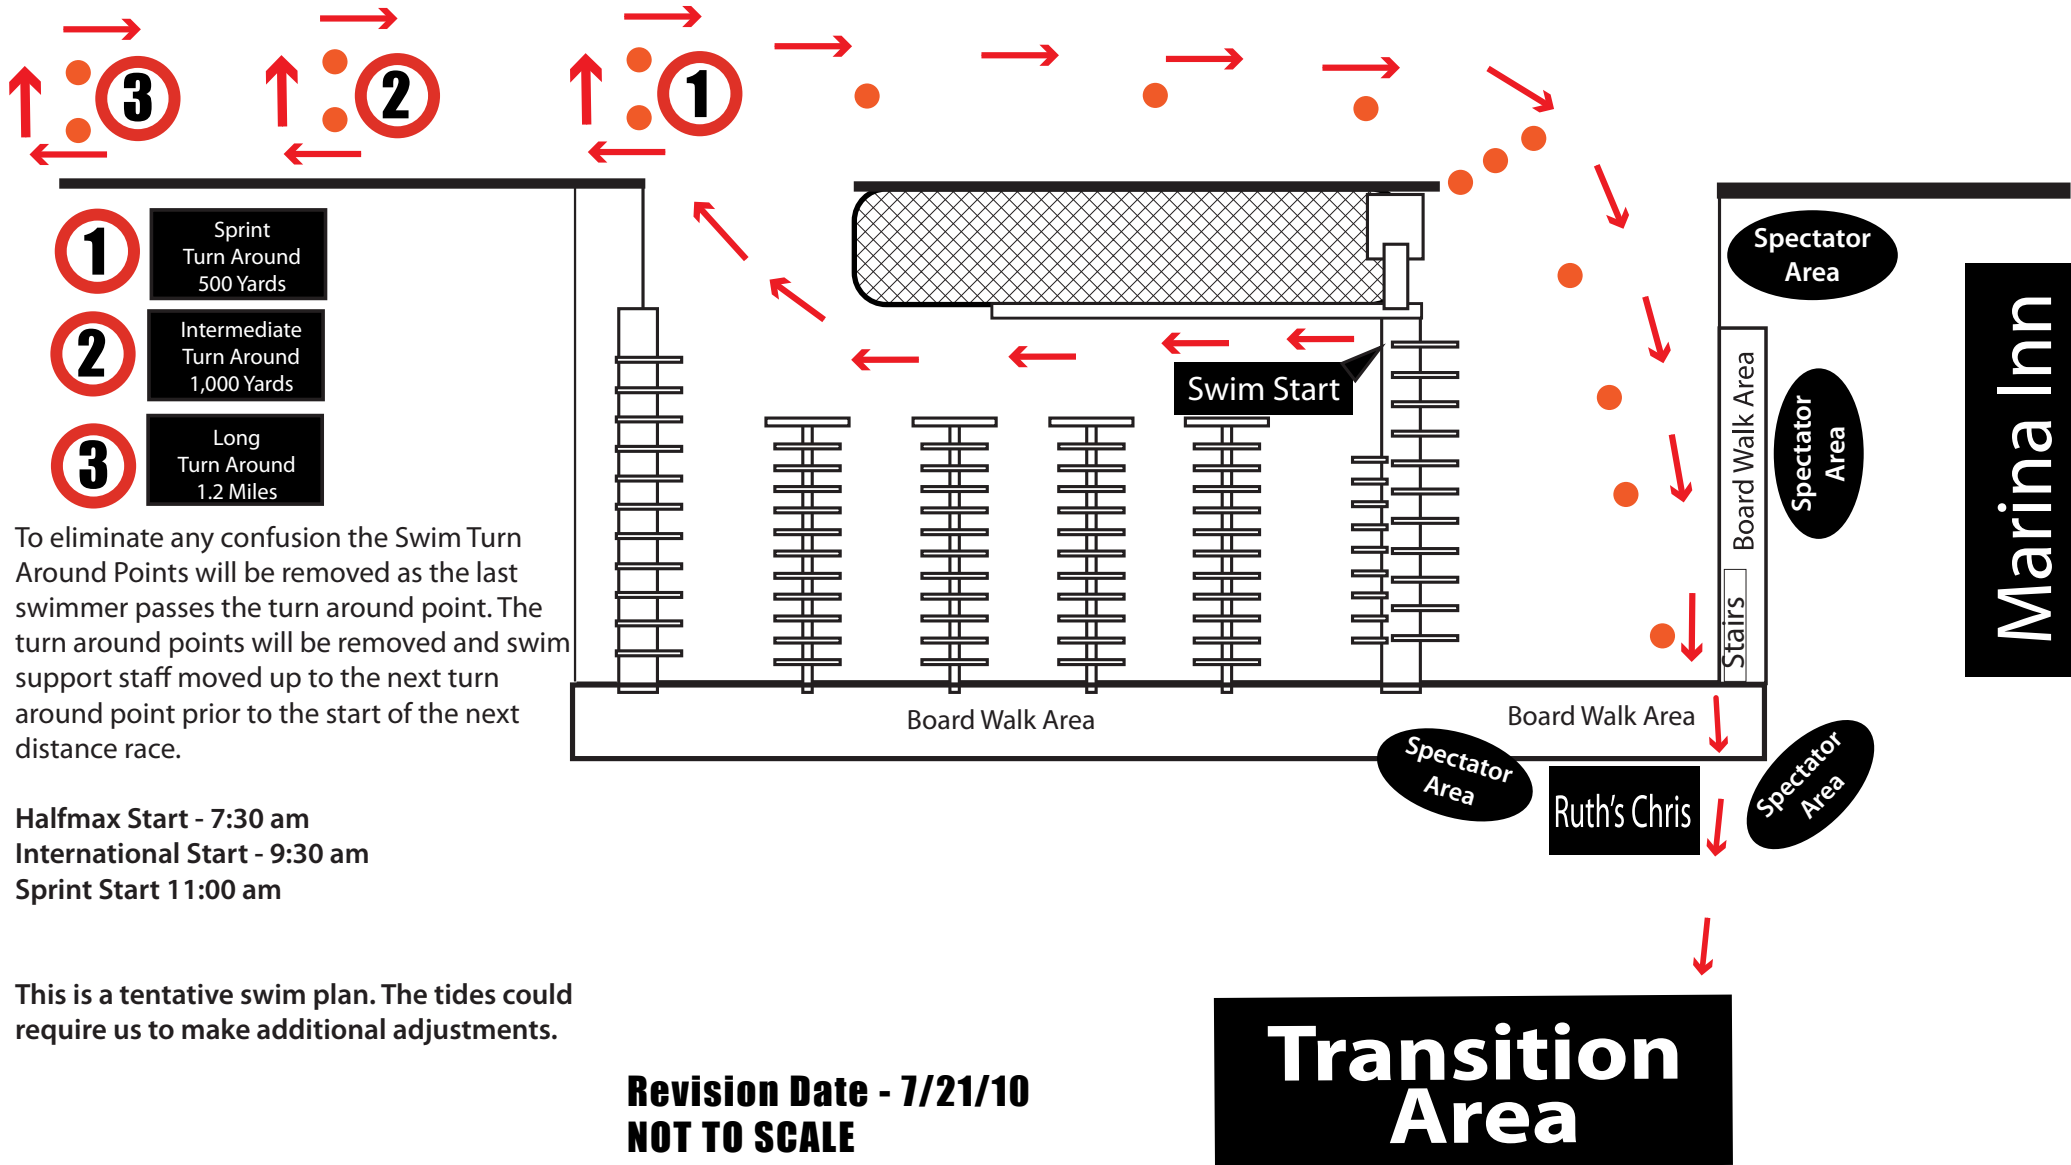 3
2
1
1
Sprint
Turn Around
500 Yards
2
Intermediate
Turn Around
1,000 Yards
3
Long
Turn Around
1.2 Miles
To eliminate any confusion the Swim Turn
Around Points will be removed as the last
swimmer passes the turn around point. The
turn around points will be removed and swim
support staff moved up to the next turn
around point prior to the start of the next
distance race.
Halfmax Start - 7:30 am
International Start - 9:30 am
Sprint Start 11:00 am
This is a tentative swim plan. The tides could
require us to make additional adjustments.
Revision Date - 7/21/10
NOT TO SCALE
Swim Start
Board Walk Area
Board Walk Area
Board Walk Area
Stairs
Spectator
Area
Spectator
Area
Marina Inn
Spectator
Area
Ruth's Chris
Spectator
Area
Transition
Area